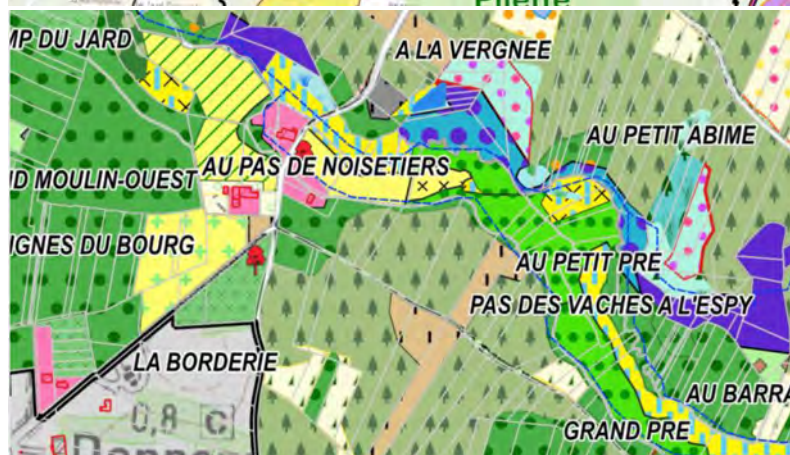 MP DU JARD
A LA VERGNEE
AU PETIT ABIME
AU PAS DE NOISETIERS
ND MOULIN-OUEST
IGNES DU BOURG
AU PETIT PRE
PAS DES VACHES A L'ESPY
LA BORDERIE
AU BARRA
0,8 C
GRAND PRE